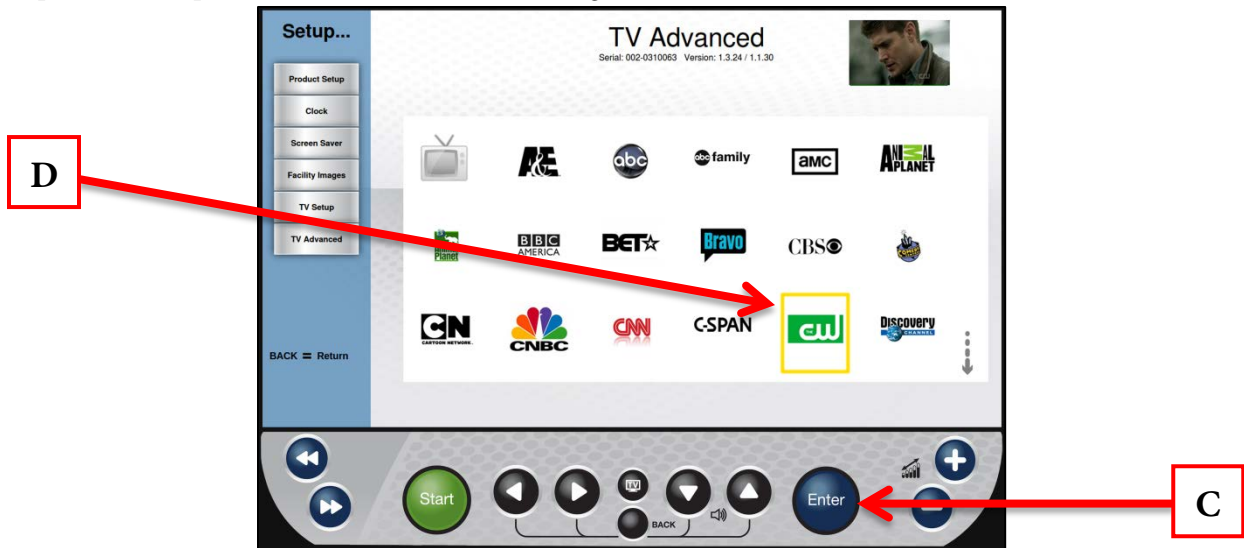 Setup...
TV Advanced
Serial: 002-0310063 Version: 1.3.24 / 1.1.30
CW
Product Setup
Clock
Screen Saver
Facility Images
TV Setup
TV Advanced
BACK = Return
A&E
abc
abc family
aMC
ANIMAL PLANET
Planet
BBC AMERICA
BET
Bravo
CBS
CN CARTOON NETWORK
CNBC
CNN
C-SPAN
CW
DISCOVERY CHANNEL
D
C
Start
TV
BACK
Enter